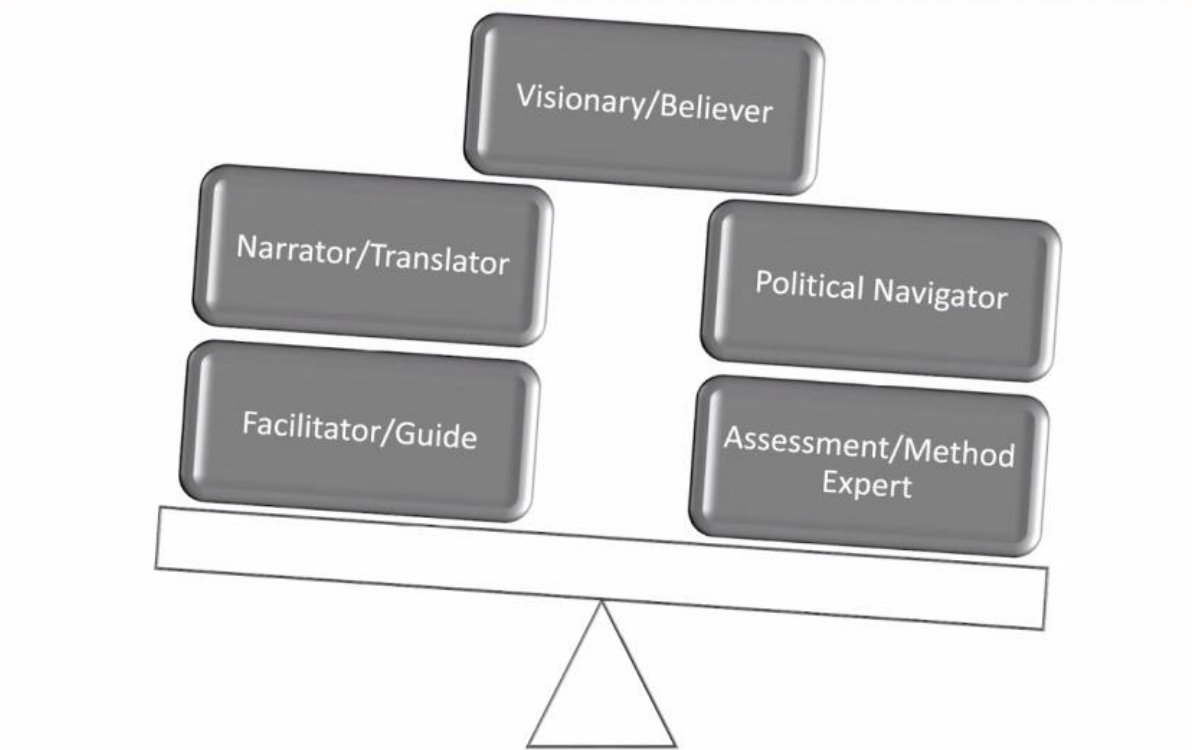 Visionary/Believer
Narrator/Translator
Political Navigator
Facilitator/Guide
Assessment/Method
Expert